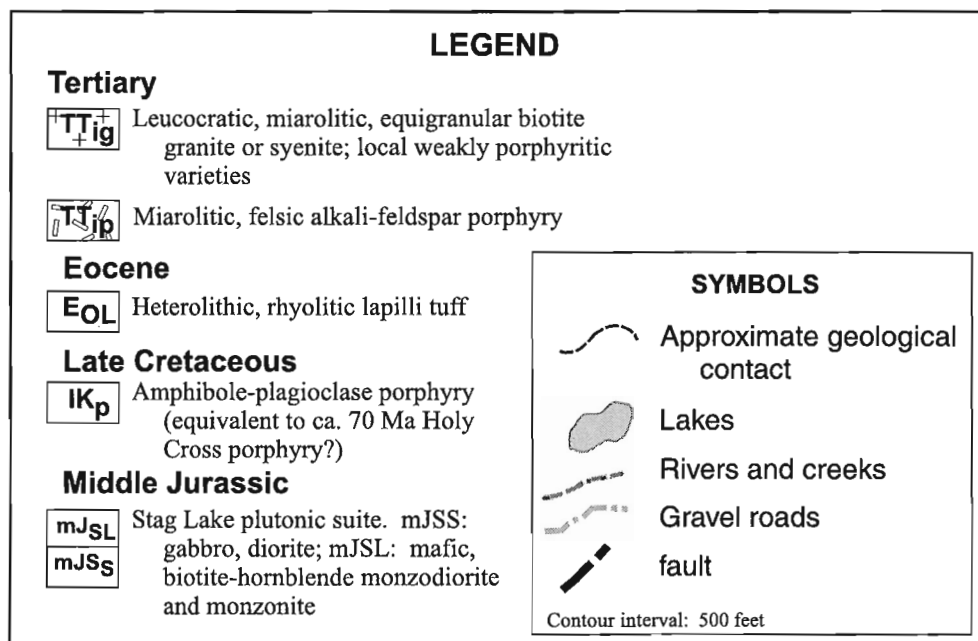 LEGEND
Tertiary
TTig Leucocratic, miarolitic, equigranular biotite
granite or syenite; local weakly porphyritic
varieties
TTip Miarolitic, felsic alkali-feldspar porphyry
Eocene
EOL Heterolithic, rhyolitic lapilli tuff
Late Cretaceous
lKp Amphibole-plagioclase porphyry
(equivalent to ca. 70 Ma Holy
Cross porphyry?)
Middle Jurassic
mJSL Stag Lake plutonic suite. mJSS:
mJSS gabbro, diorite; mJSL: mafic,
biotite-hornblende monzodiorite
and monzonite
SYMBOLS
Approximate geological
contact
Lakes
Rivers and creeks
Gravel roads
fault
Contour interval: 500 feet